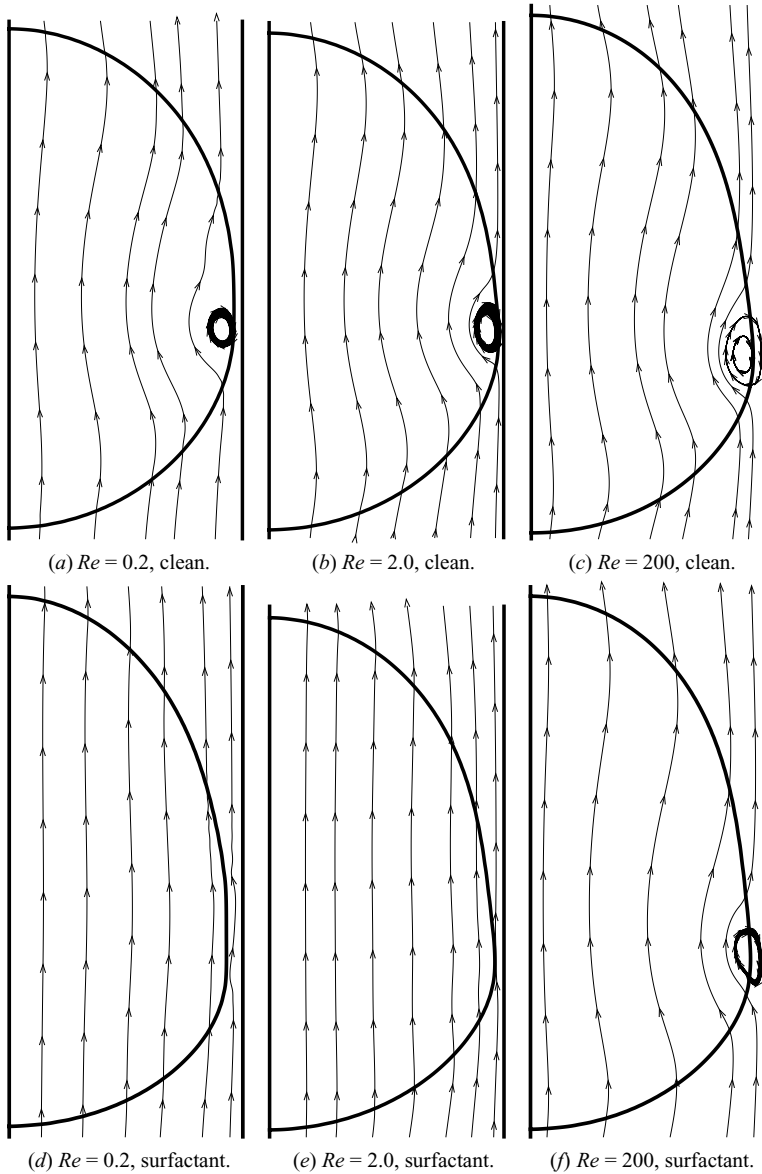 (a) Re = 0.2, clean.
(b) Re = 2.0, clean.
(c) Re = 200, clean.
(d) Re = 0.2, surfactant.
(e) Re = 2.0, surfactant.
(f) Re = 200, surfactant.